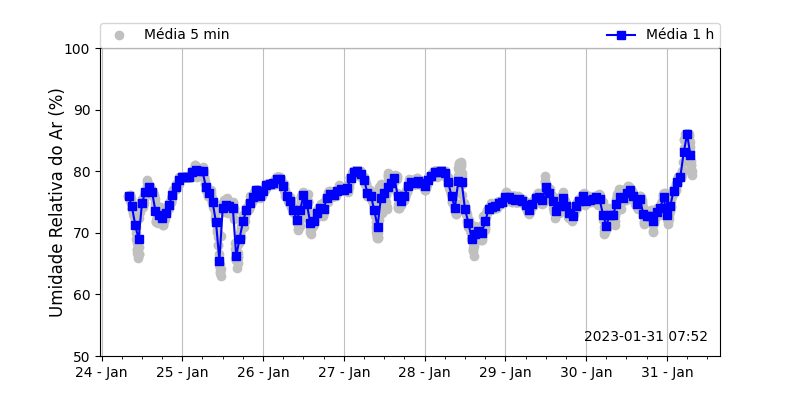 Média 5 min
Média 1 h
Umidade Relativa do Ar (%)
100
90
80
70
60
50
2023-01-31 07:52
24 - Jan
25 - Jan
26 - Jan
27 - Jan
28 - Jan
29 - Jan
30 - Jan
31 - Jan